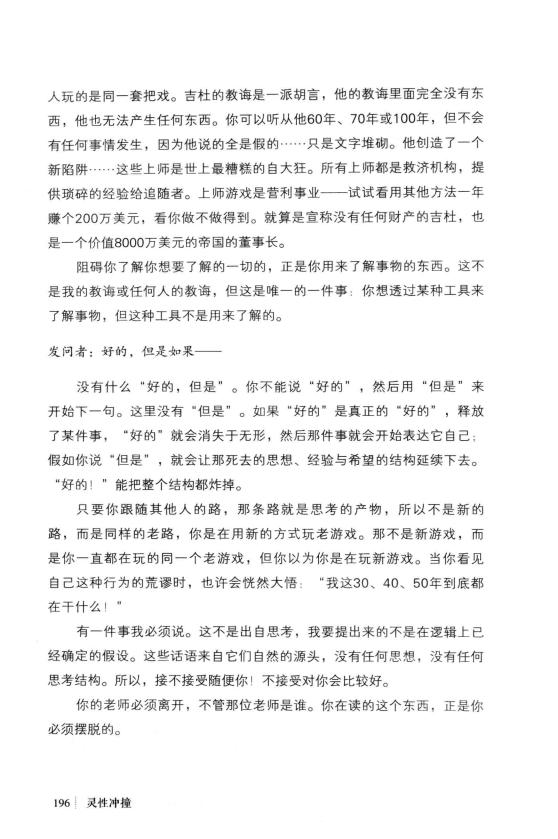 人玩的是同一套把戏。吉杜的教诲是一派胡言，他的教诲里面完全没有东
西，他也无法产生任何东西。你可以听从他60年、70年或100年，但不会
有任何事情发生，因为他说的全是假的……只是文字堆砌。他创造了一个
新陷阱……这些上师是世上最糟糕的自大狂。所有上师都是救济机构，提
供琐碎的经验给追随者。上师游戏是营利事业——试试看用其他方法一年
赚个200万美元，看你做不做得到。就算是宣称没有任何财产的吉杜，也
是一个价值8000万美元的帝国的董事长。
阻碍你了解你想要了解的一切的，正是你用来了解事物的东西。这不
是我的教诲或任何人的教诲，但这是唯一的一件事：你想透过某种工具来
了解事物，但这种工具不是用来了解的。
发问者：好的，但是如果——
没有什么“好的，但是”。你不能说“好的”，然后用“但是”来
开始下一句。这里没有“但是”。如果“好的”是真正的“好的”，释放
了某件事，“好的”就会消失于无形，然后那件事就会开始表达它自己；
假如你说“但是”，就会让那死去的思想、经验与希望的结构延续下去。
“好的！”能把整个结构都炸掉。
只要你跟随其他人的路，那条路就是思考的产物，所以不是新的
路，而是同样的老路，你是在用新的方式玩老游戏。那不是新游戏，而
是你一直都在玩的同一个老游戏，但你以为你是在玩新游戏。当你看见
自己这种行为的荒谬时，也许会恍然大悟：“我这30、40、50年到底都
在干什么！”
有一件事我必须说。这不是出自思考，我要提出来的不是在逻辑上已
经确定的假设。这些话语来自它们自然的源头，没有任何思想，没有任何
思考结构。所以，接不接受随便你！不接受对你会比较好。
你的老师必须离开，不管那位老师是谁。你在读的这个东西，正是你
必须摆脱的。
196 灵性冲撞